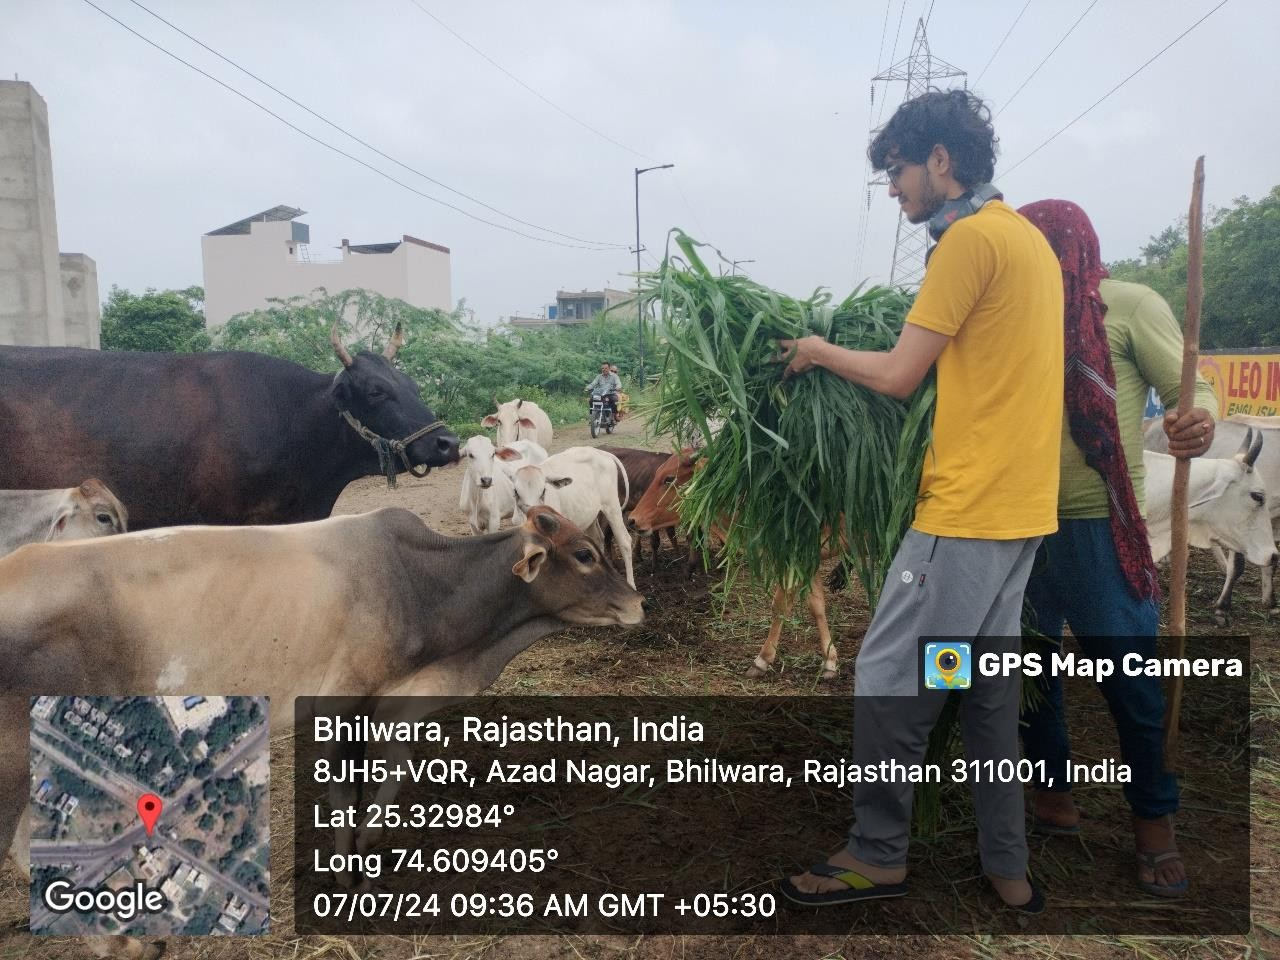 LEO IN
ENGLISH
GPS Map Camera
Bhilwara, Rajasthan, India
8JH5+VQR, Azad Nagar, Bhilwara, Rajasthan 311001, India
Lat 25.32984°
Long 74.609405°
07/07/24 09:36 AM GMT +05:30
Google